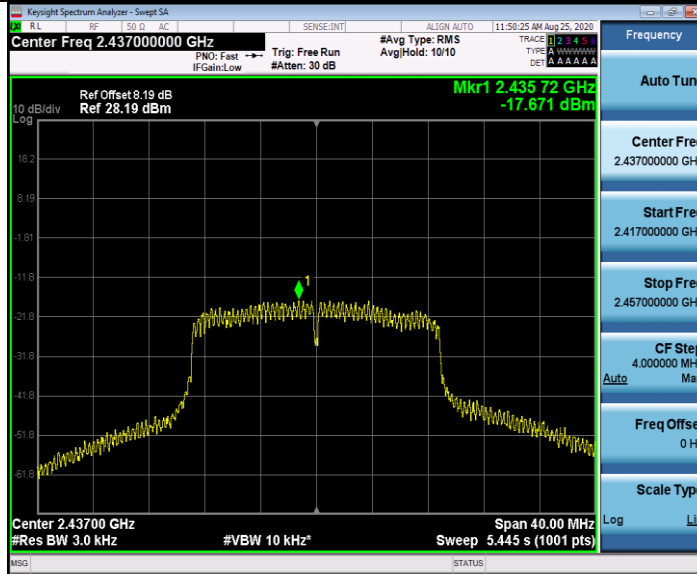 Keysight Spectrum Analyzer - Swept SA
RL RF 50 Ω AC SENSE:INT ALIGN AUTO 11:50:25 AM Aug 25, 2020
Center Freq 2.437000000 GHz
PNO: Fast
IFGain:Low
Trig: Free Run
#Atten: 30 dB
#Avg Type: RMS
Avg|Hold: 10/10
TRACE 1 2 3 4 5 6
TYPE A WWWWW
DET A A A A A A
Ref Offset 8.19 dB
10 dB/div Ref 28.19 dBm
Log
Mkr1 2.435 72 GHz
-17.671 dBm
18.2
8.19
-1.81
-11.8
-21.8
-31.8
-41.8
-51.8
-61.8
1
Center 2.43700 GHz
Span 40.00 MHz
#Res BW 3.0 kHz
#VBW 10 kHz*
Sweep 5.445 s (1001 pts)
MSG
STATUS
Frequency
Auto Tun
Center Fre
2.437000000 GH
Start Fre
2.417000000 GH
Stop Fre
2.457000000 GH
CF Ste
4.000000 MH
Auto Ma
Freq Offse
0 H
Scale Typ
Log Li